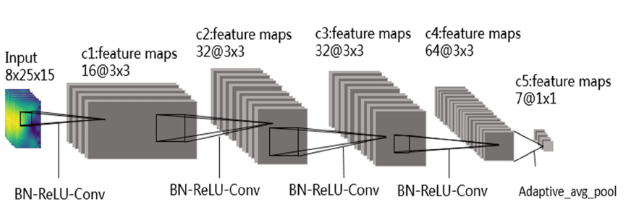 Input
8x25x15
c1:feature maps
16@3x3
c2:feature maps
32@3x3
c3:feature maps
32@3x3
c4:feature maps
64@3x3
c5:feature maps
7@1x1
BN-ReLU-Conv
BN-ReLU-Conv
BN-ReLU-Conv
BN-ReLU-Conv
Adaptive_avg_pool